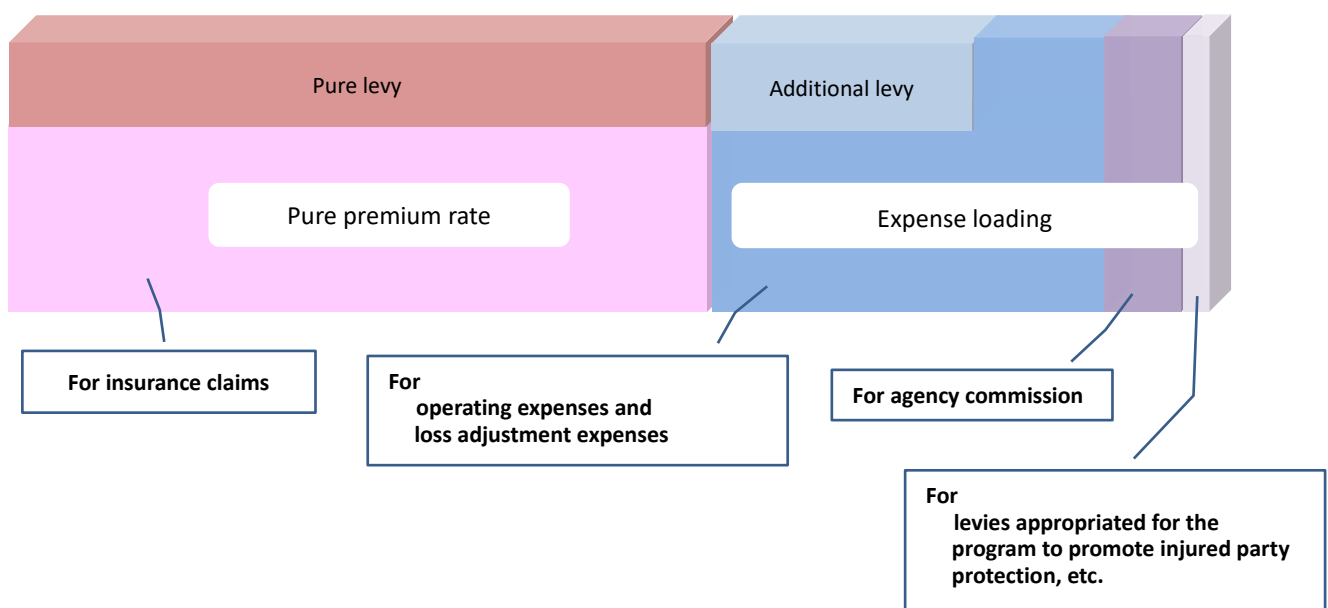 Pure levy
Additional levy
Pure premium rate
Expense loading
For insurance claims
For
operating expenses and
loss adjustment expenses
For agency commission
For
levies appropriated for the
program to promote injured party
protection, etc.